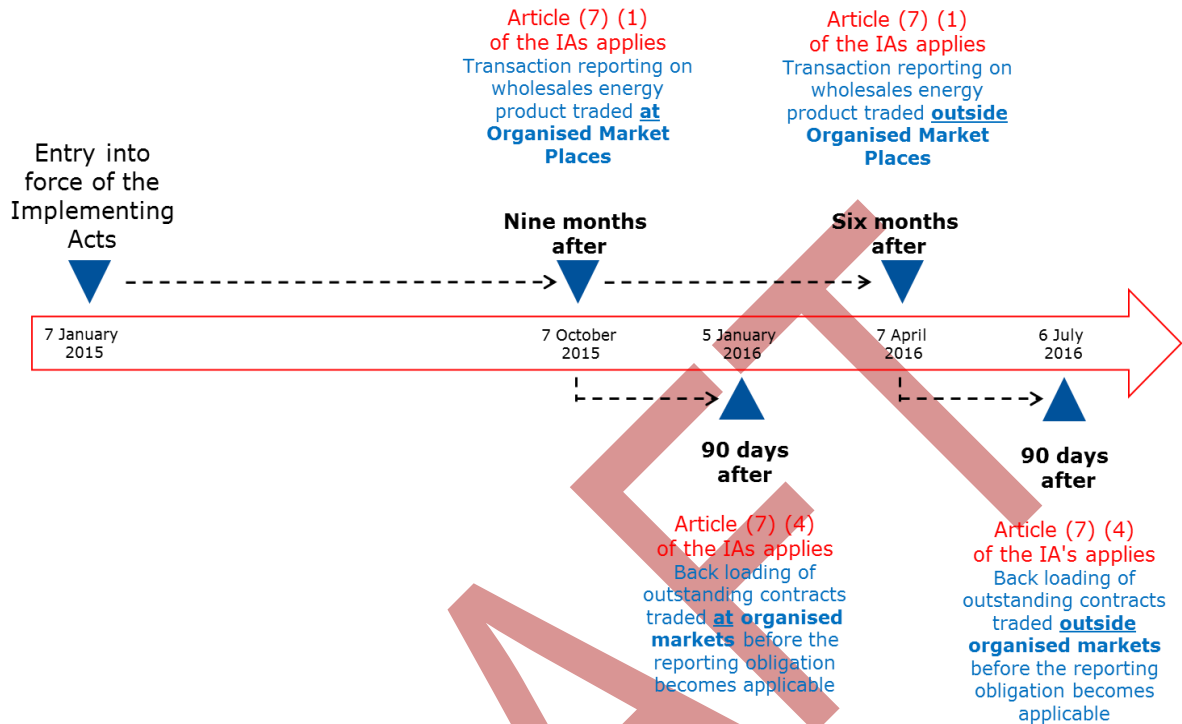 Article (7) (1)
of the IAs applies
Transaction reporting on
wholesales energy
product traded at
Organised Market
Places
Article (7) (1)
of the IAs applies
Transaction reporting on
wholesales energy
product traded outside
Organised Market
Places
Entry into
force of the
Implementing
Acts
Nine months
after
Six months
after
7 January
2015
7 October
2015
5 January
2016
7 April
2016
6 July
2016
90 days
after
90 days
after
Article (7) (4)
of the IAs applies
Back loading of
outstanding contracts
traded at organised
markets before the
reporting obligation
becomes applicable
Article (7) (4)
of the IA's applies
Back loading of
outstanding contracts
traded outside
organised markets
before the reporting
obligation becomes
applicable